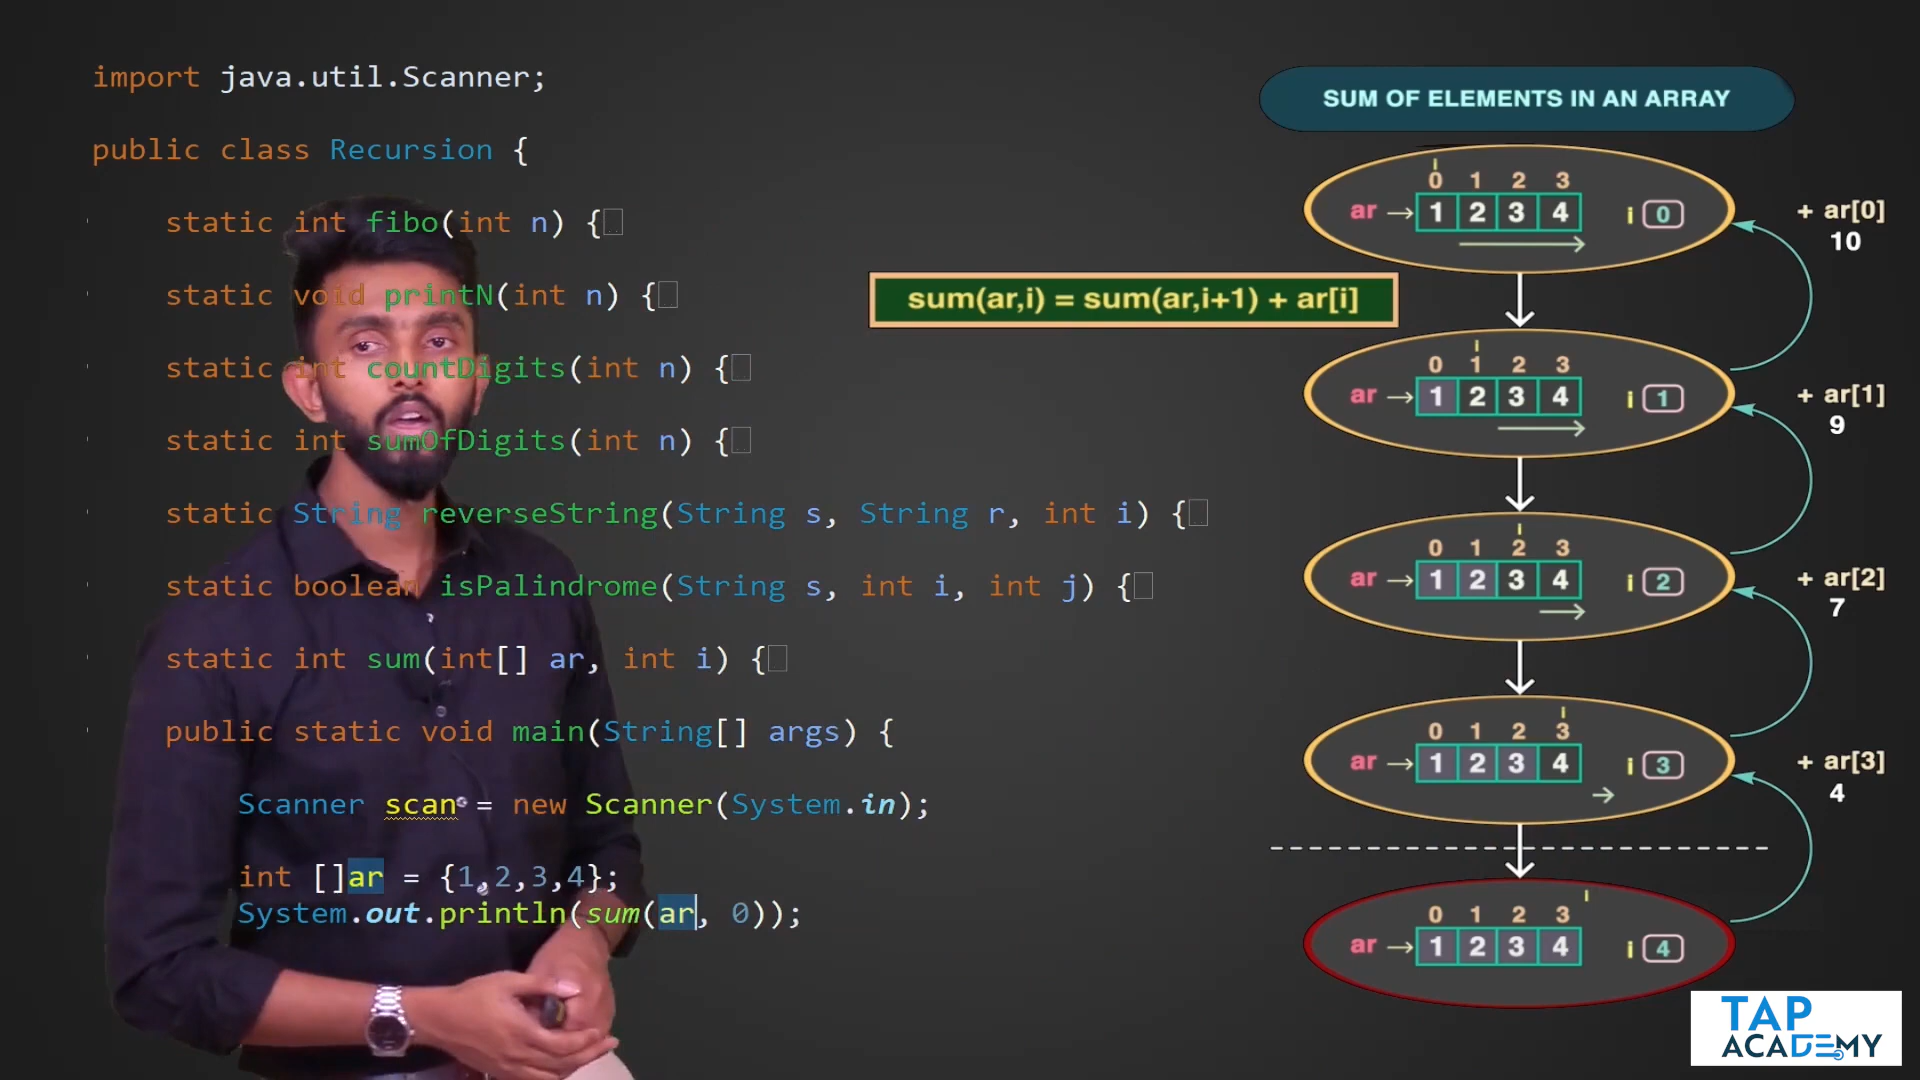 import java.util.Scanner;
public class Recursion {
static int fibo(int n) {
static void printN(int n) {
static int countDigits(int n) {
static int sumOfDigits(int n) {
static String reverseString(String s, String r, int i) {
static boolean isPalindrome(String s, int i, int j) {
static int sum(int[] ar, int i) {
public static void main(String[] args) {
Scanner scan = new Scanner(System.in);
int []ar = {1,2,3,4};
System.out.println(sum(ar, 0));
sum(ar,i) = sum(ar,i+1) + ar[i]
SUM OF ELEMENTS IN AN ARRAY
0 1 2 3
ar → 1 2 3 4 i 0
+ ar[0]
10
0 1 2 3
ar → 1 2 3 4 i 1
+ ar[1]
9
0 1 2 3
ar → 1 2 3 4 i 2
+ ar[2]
7
0 1 2 3
ar → 1 2 3 4 i 3
+ ar[3]
4
0 1 2 3
ar → 1 2 3 4 i 4
TAP
ACADEMY